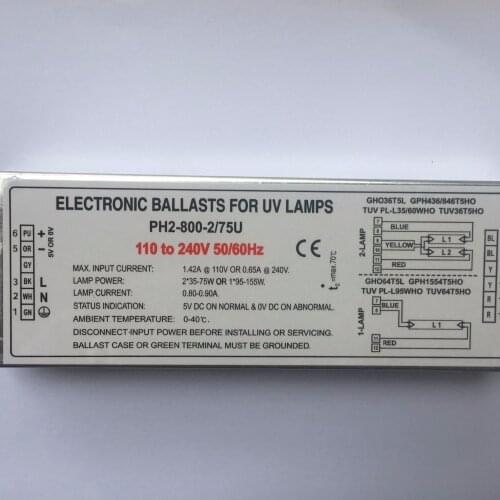 ELECTRONIC BALLASTS FOR UV LAMPS
PH2-800-2/75U
110 to 240V 50/60Hz
MAX. INPUT CURRENT: 1.42A @ 110V OR 0.65A @ 240V.
LAMP POWER: 2*35-75W OR 1*95-155W.
LAMP CURRENT: 0.80-0.90A.
STATUS INDICATION: 5V DC ON NORMAL & 0V DC ON ABNORMAL.
AMBIENT TEMPERATURE: 0-40℃.
DISCONNECT-INPUT POWER BEFORE INSTALLING OR SERVICING.
BALLAST CASE OR GREEN TERMINAL MUST BE GROUNDED.
6 PU +
5 OR -
GY
3 BK L
2 WH N
1 GN
5V OR 0V
CE
tc=max.70℃
GHO36T5L GPH436/846T5HO
TUV PL-L35/60WHO TUV36T5HO
2-LAMP
BLUE
YELLOW
RED
L1
L2
GHO64T5L GPH1554T5HO
TUV PL-L95WHO TUV64T5HO
1-LAMP
BLUE
L1
RED
BL
BL
Y
Y
R
R